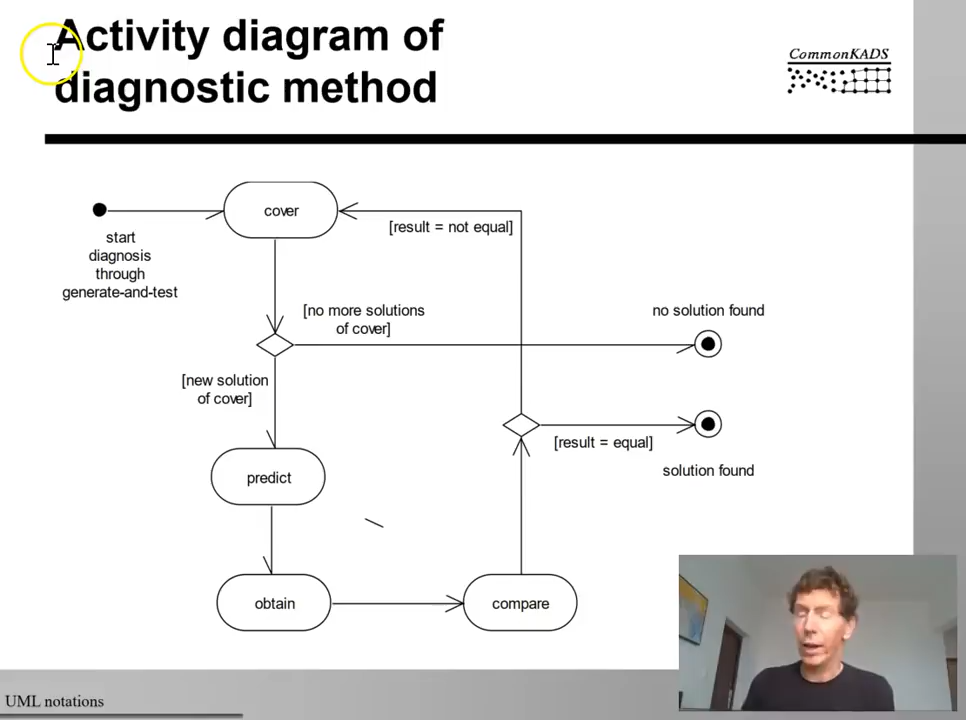 Activity diagram of
diagnostic method
CommonKADS
cover
[result = not equal]
start
diagnosis
through
generate-and-test
[no more solutions
of cover]
no solution found
[new solution
of cover]
[result = equal]
solution found
predict
obtain
compare
UML notations